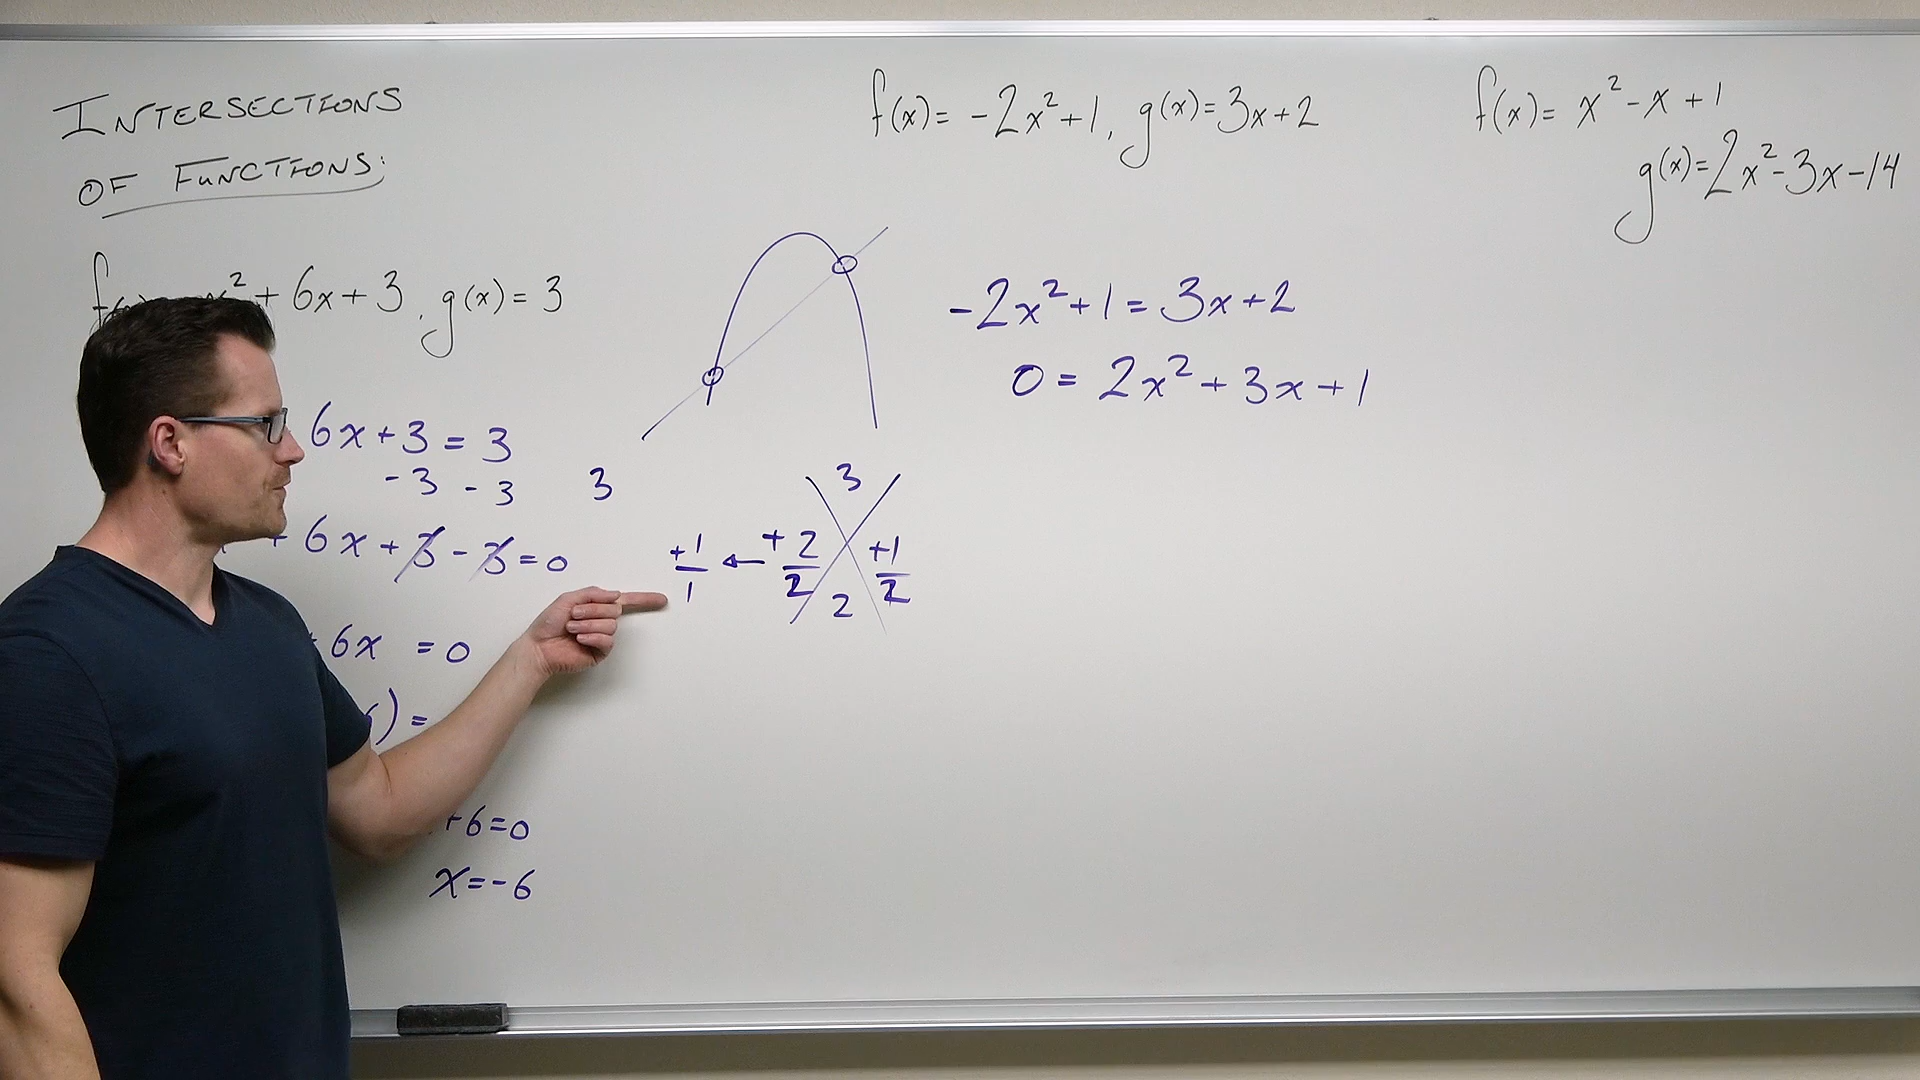 INTERSECTIONS
OF FUNCTIONS:
x² + 6x + 3, g(x) = 3
6x + 3 = 3
-3 -3 3
+ 6x + 3 - 3 = 0
6x = 0
) =
+6=0
x=-6
f(x)= -2x²+1, g(x)=3x+2
-2x²+1=3x+2
0 = 2x²+3x+1
3
+1/1 ← +2/2 +1/2
2
f(x)= x²-x+1
g(x)=2x²-3x-14